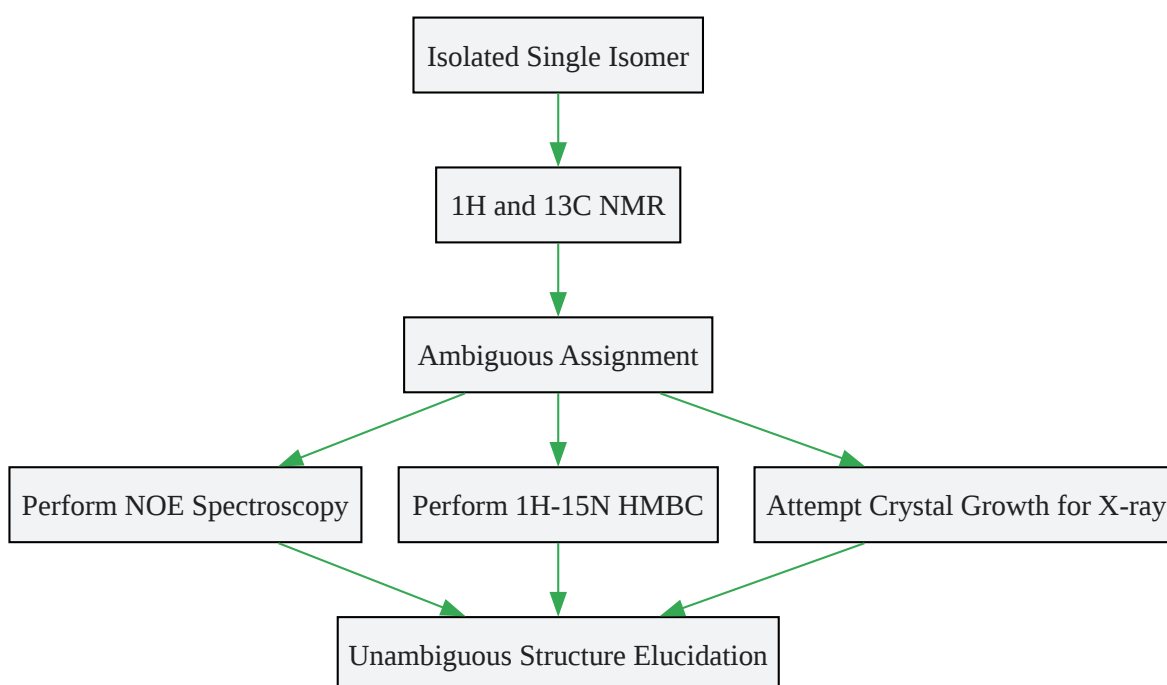 Isolated Single Isomer
1H and 13C NMR
Ambiguous Assignment
Perform NOE Spectroscopy
Perform 1H-15N HMBC
Attempt Crystal Growth for X-ray
Unambiguous Structure Elucidation